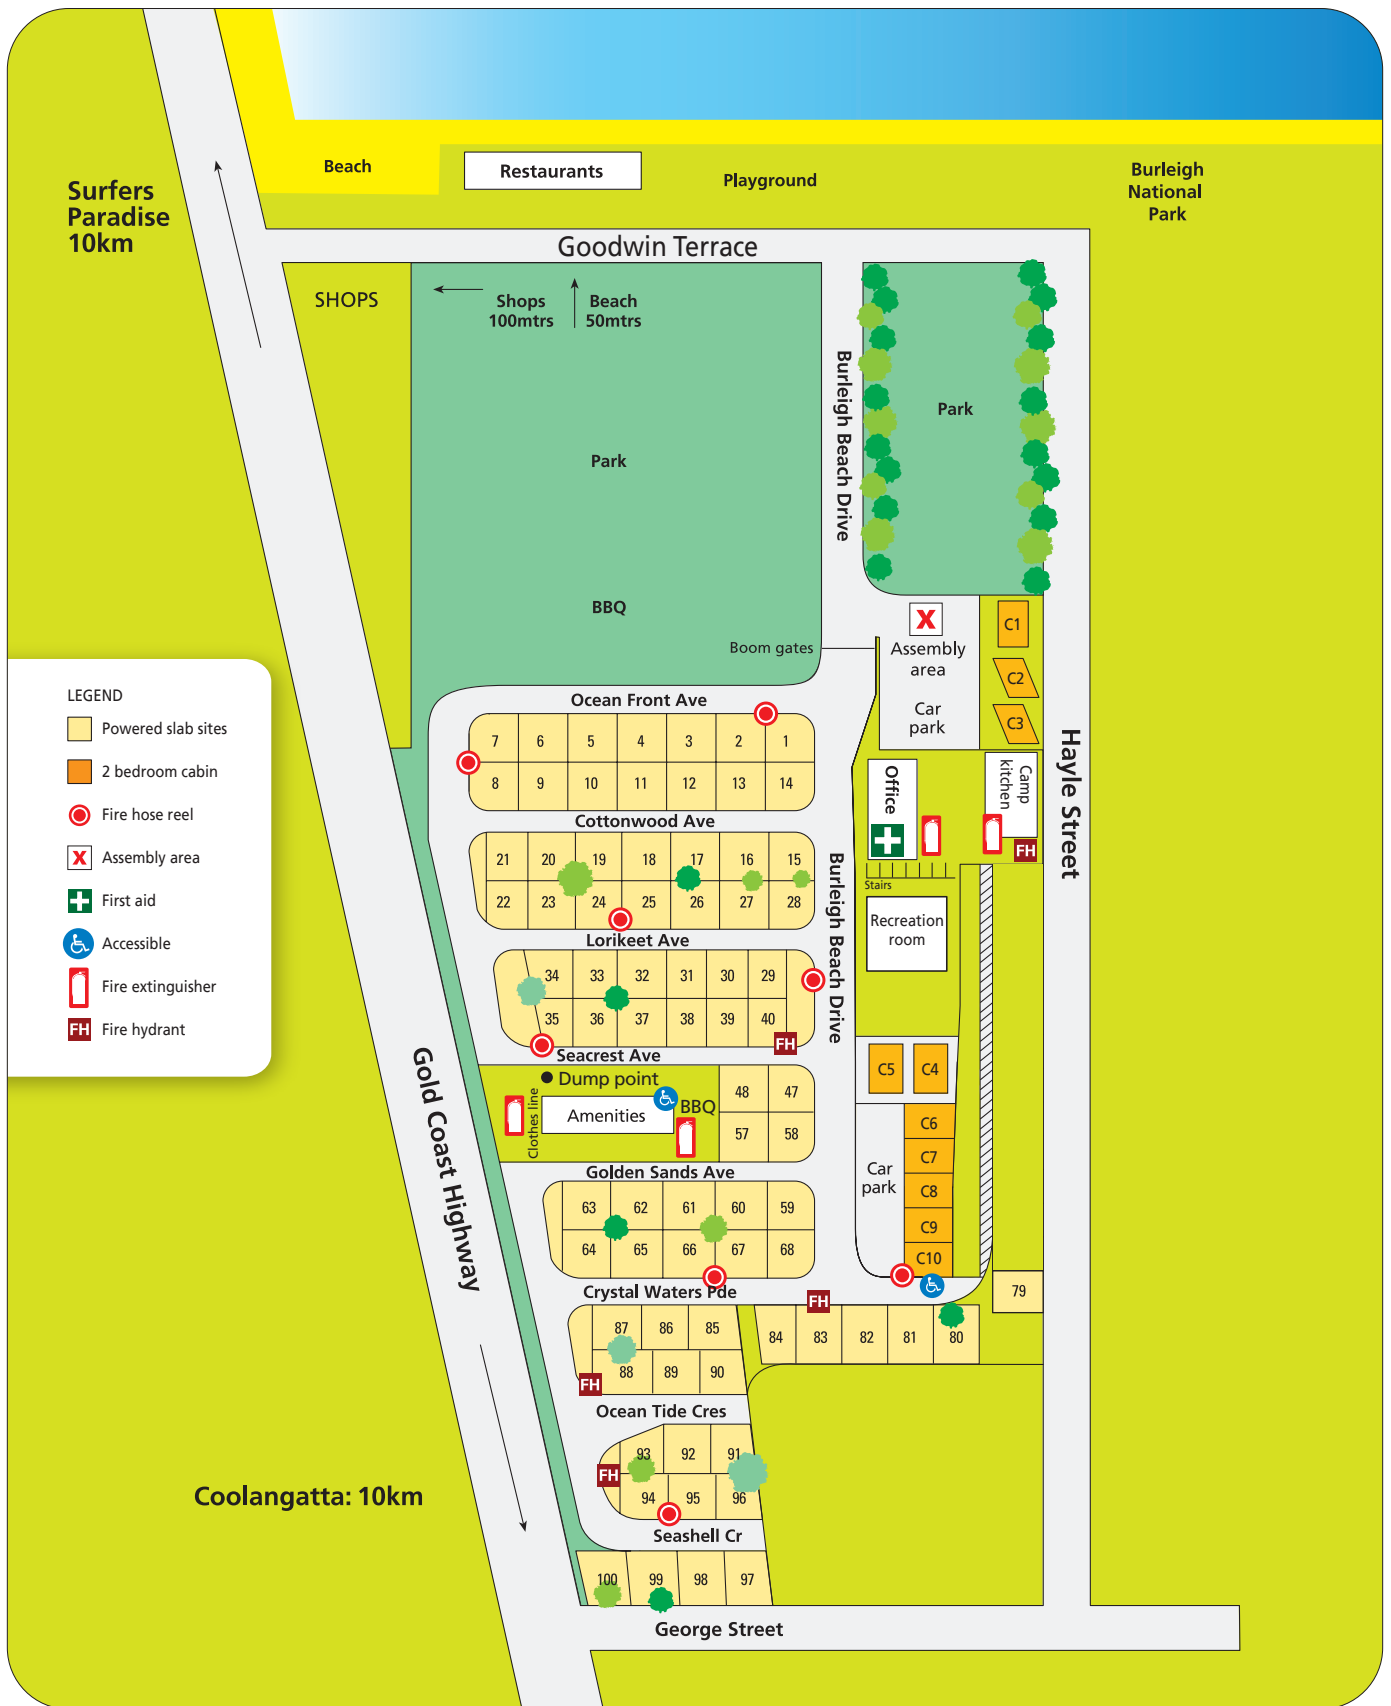 Beach
Restaurants
Playground
Burleigh
National
Park
Surfers
Paradise
10km
Goodwin Terrace
SHOPS
Shops
100mtrs
Beach
50mtrs
Burleigh Beach Drive
Park
Park
BBQ
Boom gates
X
Assembly
area
Car
park
C1
C2
C3
Hayle Street
LEGEND
Powered slab sites
2 bedroom cabin
Fire hose reel
X
Assembly area
First aid
Accessible
Fire extinguisher
FH
Fire hydrant
Ocean Front Ave
7 6 5 4 3 2 1
8 9 10 11 12 13 14
Office
Camp
kitchen
FH
Stairs
Cottonwood Ave
21 20 19 18 17 16 15
22 23 24 25 26 27 28
Burleigh Beach Drive
Recreation
room
Lorikeet Ave
34 33 32 31 30 29
35 36 37 38 39 40
FH
Seacrest Ave
Dump point
Clothes line
Amenities
BBQ
48 47
57 58
C5 C4
C6
C7
C8
C9
C10
Car
park
Gold Coast Highway
Golden Sands Ave
63 62 61 60 59
64 65 66 67 68
Crystal Waters Pde
FH
79
87 86 85
84 83 82 81 80
88 89 90
FH
Ocean Tide Cres
93 92 91
FH
94 95 96
Coolangatta: 10km
Seashell Cr
100 99 98 97
George Street